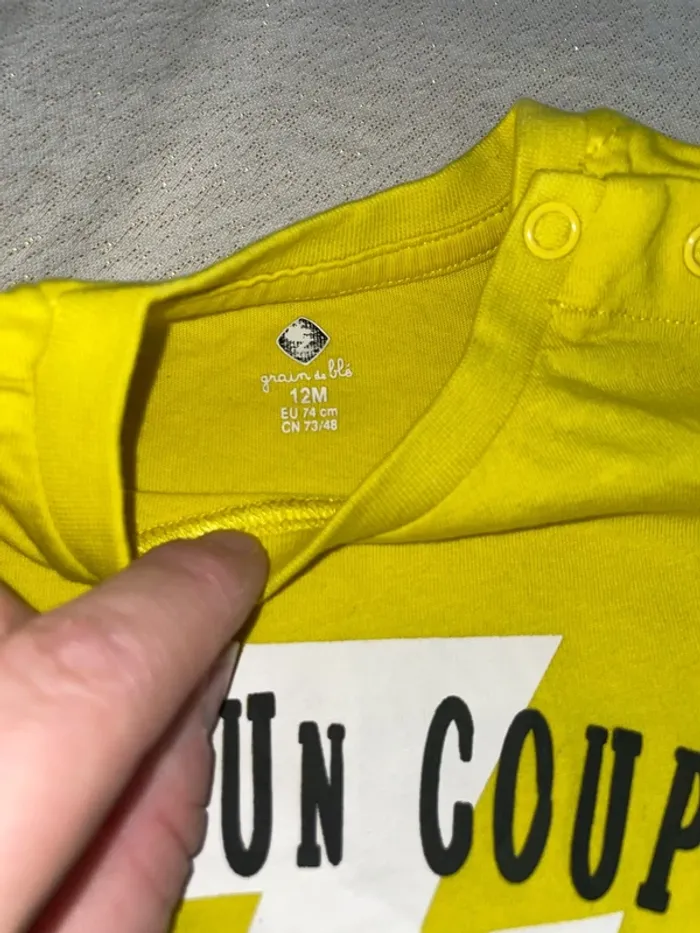 grain de blé
12M
EU 74 cm
CN 73/48
UN COUP